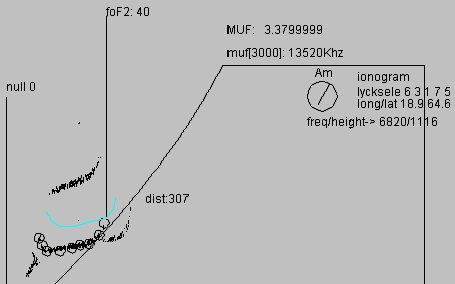 foF2: 40
MUF: 3.3799999
muf[3000]: 13520Khz
null 0
Am
ionogram
lycksele 6 3 1 7 5
long/lat 18.9 64.6
freq/height-> 6820/1116
dist:307